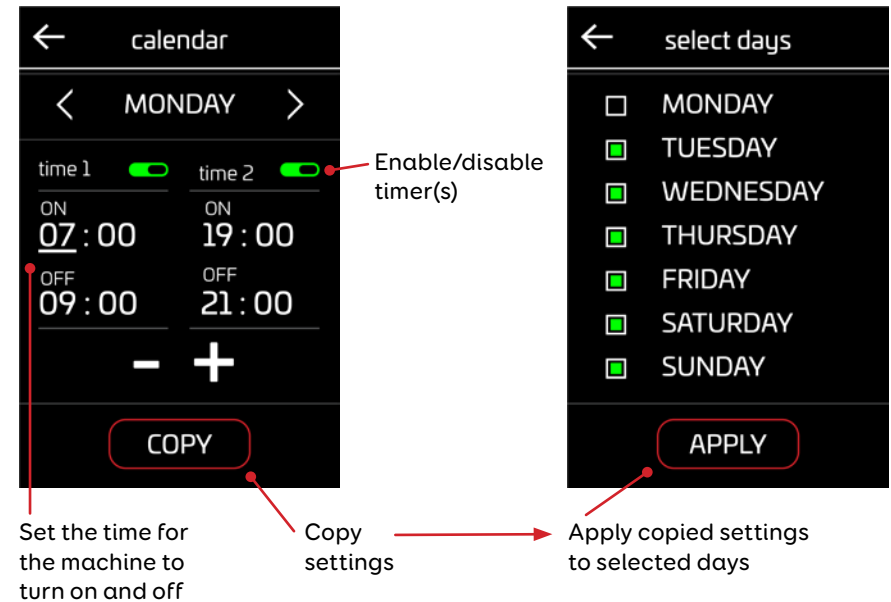 calendar
MONDAY
time 1
time 2
ON
07 : 00
ON
19 : 00
OFF
09 : 00
OFF
21 : 00
- +
COPY
Enable/disable
timer(s)
Set the time for
the machine to
turn on and off
Copy
settings
select days
MONDAY
TUESDAY
WEDNESDAY
THURSDAY
FRIDAY
SATURDAY
SUNDAY
APPLY
Apply copied settings
to selected days